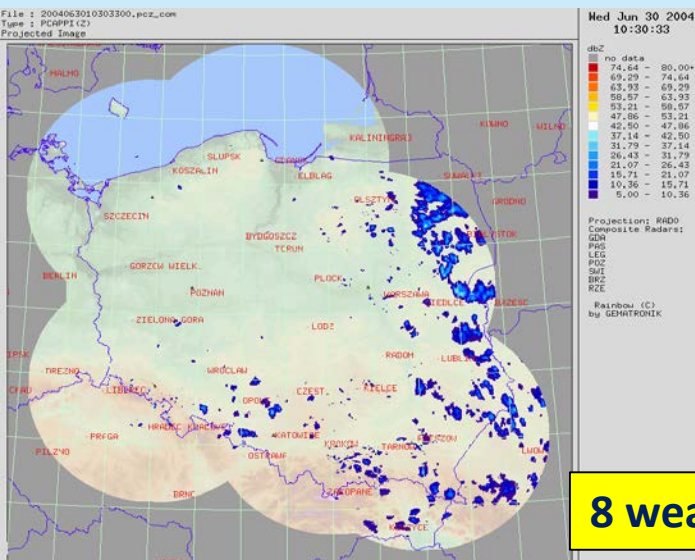 File : 2004063010303300.pcz_com
Type : PCAPPI(Z)
Projected Image
Wed Jun 30 2004
10:30:33
dbZ
no data
74.64 - 80.00+
69.29 - 74.64
63.93 - 69.29
58.57 - 63.93
53.21 - 58.57
47.86 - 53.21
42.50 - 47.86
37.14 - 42.50
31.79 - 37.14
26.43 - 31.79
21.07 - 26.43
15.71 - 21.07
10.36 - 15.71
5.00 - 10.36
Projection: RADO
Composite Radars:
GDA
PAS
LEG
POZ
SWI
BRZ
RZE
Rainbow (C)
by GEMATRONIK
MALMO
KOWNO
WILNO
KALININGRAD
SLUPSK
GDANSK
KOSZALIN
ELBLAG
SUWALKI
OLSZTYN
GRODNO
SZCZECIN
BYDGOSZCZ
BIALYSTOK
TORUN
GORZOW WIELK.
BERLIN
PLOCK
POZNAN
WARSZAWA
SIEDLCE
BRZESC
ZIELONA GORA
LODZ
RADOM
LUBLIN
DREZNO
WROCLAW
LIBEREC
CZEST.
KIELCE
OPOLE
HRADEC KRALOVE
PRAGA
KATOWICE
KRAKOW
TARNOW
RZESZOW
PILZNO
OSTRAVA
LWOW
BRNO
ZAKOPANE
KOSZYCE
8 wea